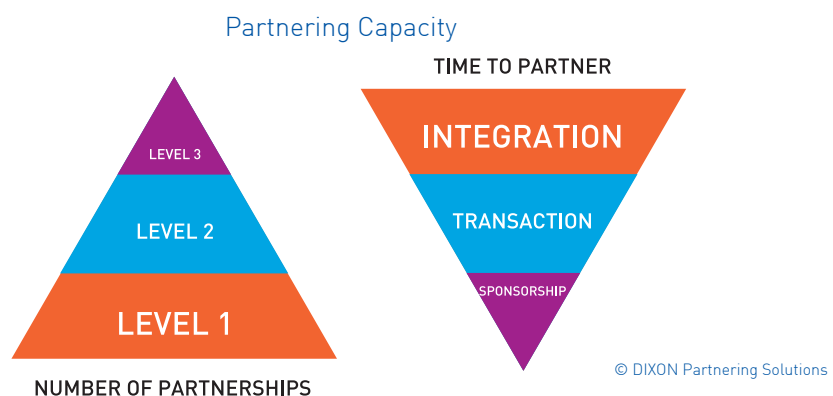 Partnering Capacity
LEVEL 3
LEVEL 2
LEVEL 1
NUMBER OF PARTNERSHIPS
TIME TO PARTNER
INTEGRATION
TRANSACTION
SPONSORSHIP
© DIXON Partnering Solutions